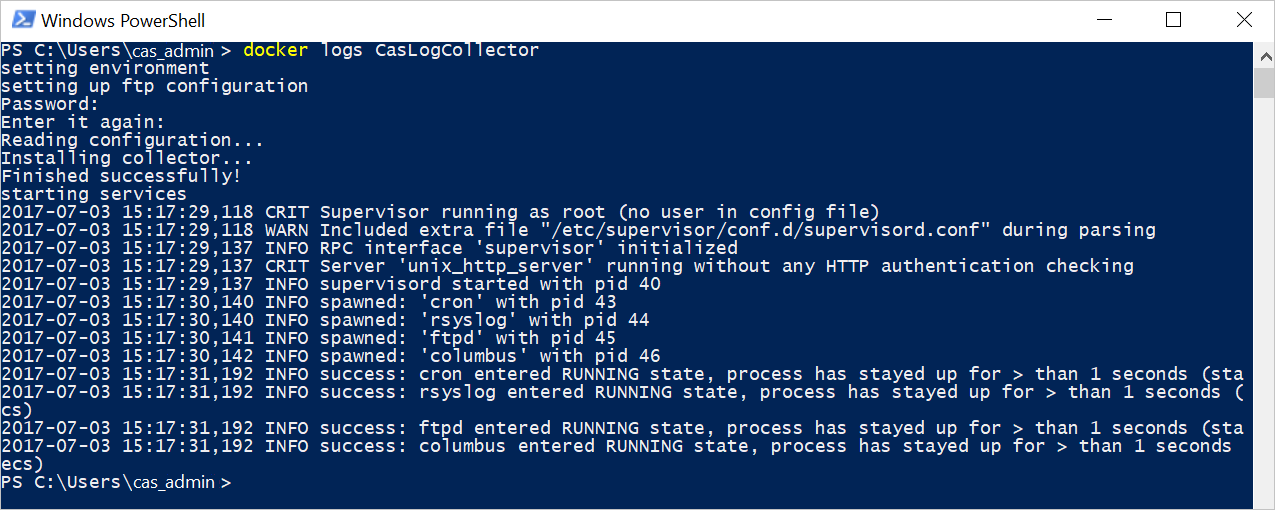 Windows PowerShell
PS C:\Users\cas_admin > docker logs CasLogCollector
setting environment
setting up ftp configuration
Password:
Enter it again:
Reading configuration...
Installing collector...
Finished successfully!
starting services
2017-07-03 15:17:29,118 CRIT Supervisor running as root (no user in config file)
2017-07-03 15:17:29,118 WARN Included extra file "/etc/supervisor/conf.d/supervisord.conf" during parsing
2017-07-03 15:17:29,137 INFO RPC interface 'supervisor' initialized
2017-07-03 15:17:29,137 CRIT Server 'unix_http_server' running without any HTTP authentication checking
2017-07-03 15:17:29,137 INFO supervisord started with pid 40
2017-07-03 15:17:30,140 INFO spawned: 'cron' with pid 43
2017-07-03 15:17:30,140 INFO spawned: 'rsyslog' with pid 44
2017-07-03 15:17:30,141 INFO spawned: 'ftpd' with pid 45
2017-07-03 15:17:30,142 INFO spawned: 'columbus' with pid 46
2017-07-03 15:17:31,192 INFO success: cron entered RUNNING state, process has stayed up for > than 1 seconds (sta
2017-07-03 15:17:31,192 INFO success: rsyslog entered RUNNING state, process has stayed up for > than 1 seconds (
cs)
2017-07-03 15:17:31,192 INFO success: ftpd entered RUNNING state, process has stayed up for > than 1 seconds (sta
2017-07-03 15:17:31,192 INFO success: columbus entered RUNNING state, process has stayed up for > than 1 seconds
ecs)
PS C:\Users\cas_admin >